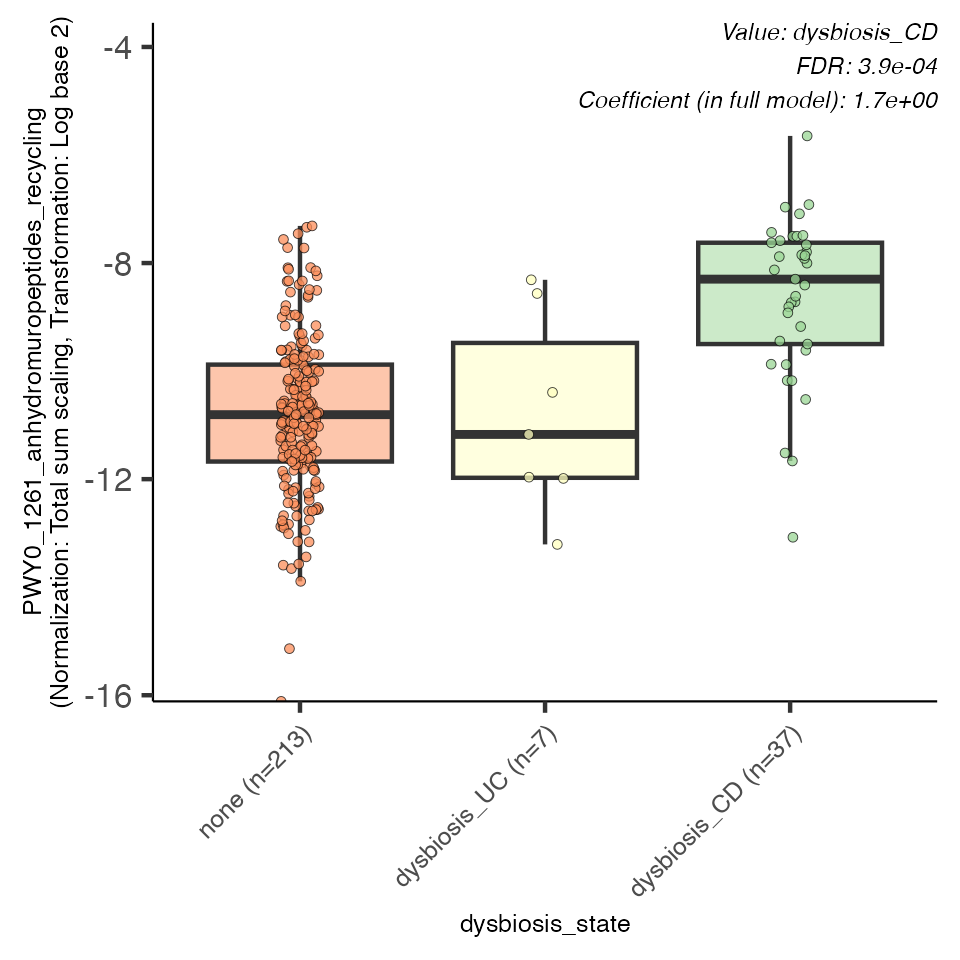 Value: dysbiosis_CD
FDR: 3.9e-04
Coefficient (in full model): 1.7e+00
PWY0_1261_anhydromuropeptides_recycling
(Normalization: Total sum scaling, Transformation: Log base 2)
-4
-8
-12
-16
none (n=213)
dysbiosis_UC (n=7)
dysbiosis_CD (n=37)
dysbiosis_state